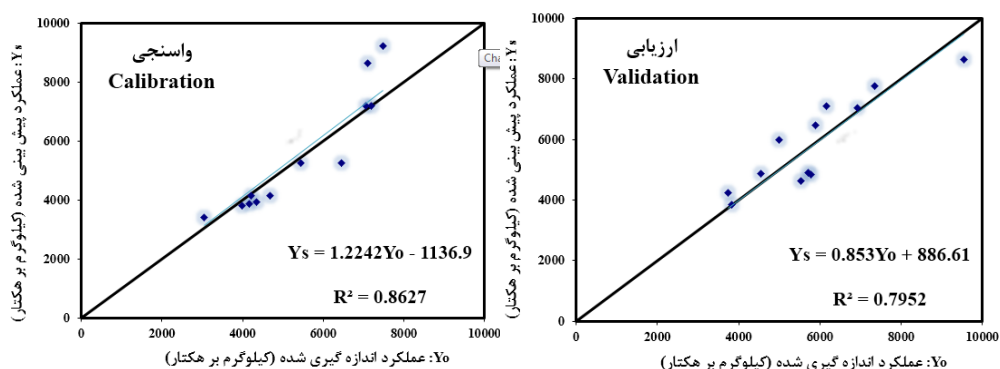 واسنجی
Calibration
Ys = 1.2242Yo - 1136.9
R² = 0.8627
10000
8000
6000
4000
2000
0
0 2000 4000 6000 8000 10000
Ys: عملکرد پیش بینی شده (کیلوگرم بر هکتار)
Yo: عملکرد اندازه گیری شده (کیلوگرم بر هکتار)
Cha
ارزیابی
Validation
Ys = 0.853Yo + 886.61
R² = 0.7952
10000
8000
6000
4000
2000
0
0 2000 4000 6000 8000 10000
Ys: عملکرد پیش بینی شده (کیلوگرم بر هکتار)
Yo: عملکرد اندازه گیری شده (کیلوگرم بر هکتار)